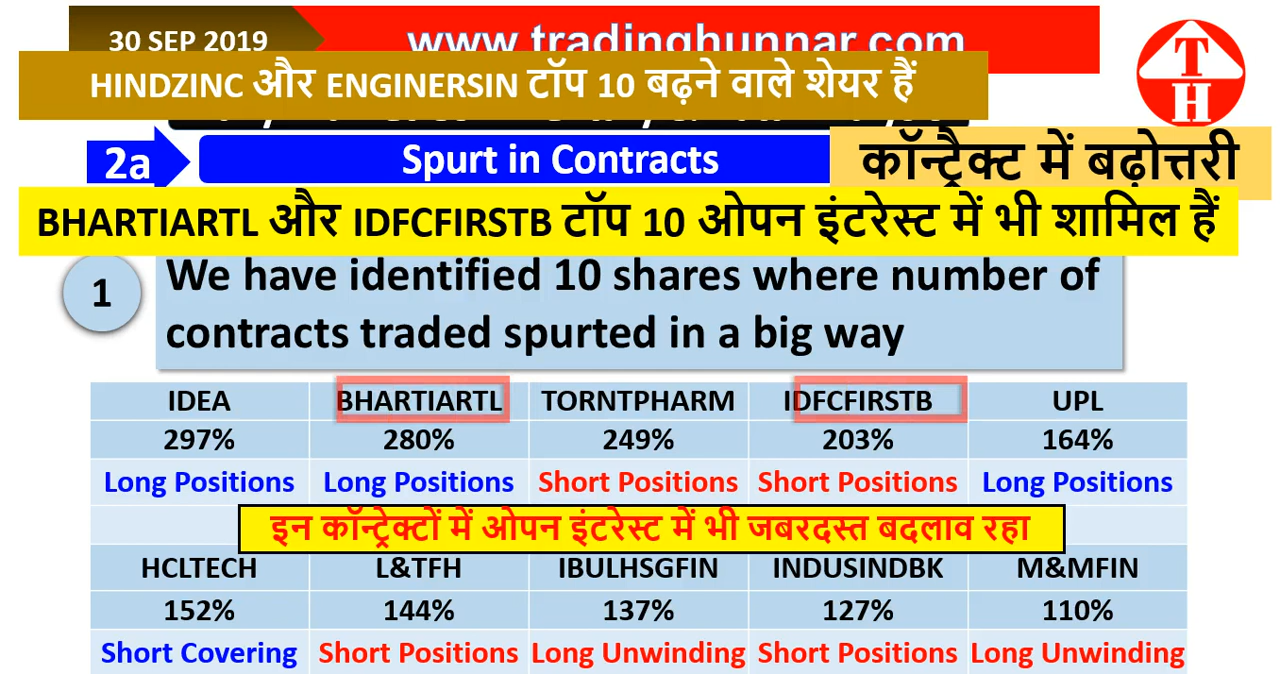 30 SEP 2019
www.tradinghunnar.com
T
H
HINDZINC और ENGINERSIN टॉप 10 बढ़ने वाले शेयर हैं
2a
Spurt in Contracts
कॉन्ट्रैक्ट में बढ़ोत्तरी
BHARTIARTL और IDFCFIRSTB टॉप 10 ओपन इंटरेस्ट में भी शामिल हैं
1
We have identified 10 shares where number of
contracts traded spurted in a big way
IDEA BHARTIARTL TORNTPHARM IDFCFIRSTB UPL
297% 280% 249% 203% 164%
Long Positions Long Positions Short Positions Short Positions Long Positions
इन कॉन्ट्रेक्टों में ओपन इंटरेस्ट में भी जबरदस्त बदलाव रहा
HCLTECH L&TFH IBULHSGFIN INDUSINDBK M&MFIN
152% 144% 137% 127% 110%
Short Covering Short Positions Long Unwinding Short Positions Long Unwinding